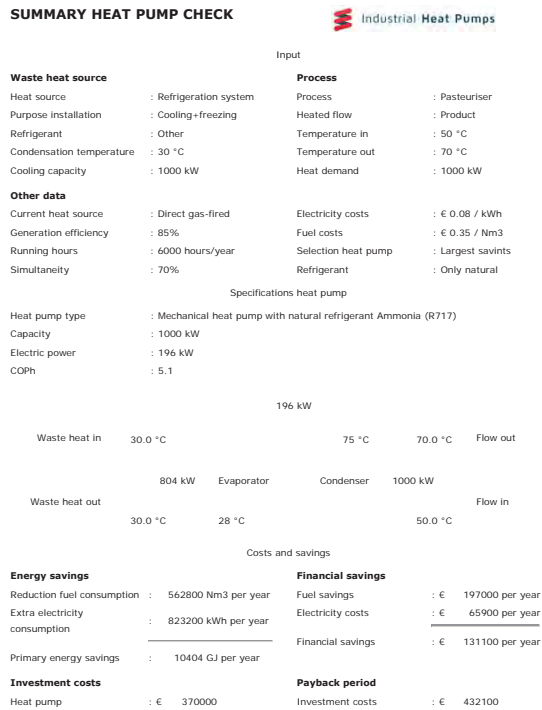 SUMMARY HEAT PUMP CHECK
Industrial Heat Pumps
Input
Waste heat source
Heat source : Refrigeration system
Purpose installation : Cooling+freezing
Refrigerant : Other
Condensation temperature : 30 °C
Cooling capacity : 1000 kW
Process
Process : Pasteuriser
Heated flow : Product
Temperature in : 50 °C
Temperature out : 70 °C
Heat demand : 1000 kW
Other data
Current heat source : Direct gas-fired
Generation efficiency : 85%
Running hours : 6000 hours/year
Simultaneity : 70%
Electricity costs : € 0.08 / kWh
Fuel costs : € 0.35 / Nm3
Selection heat pump : Largest savints
Refrigerant : Only natural
Specifications heat pump
Heat pump type : Mechanical heat pump with natural refrigerant Ammonia (R717)
Capacity : 1000 kW
Electric power : 196 kW
COPh : 5.1
196 kW
Waste heat in 30.0 °C 75 °C 70.0 °C Flow out
804 kW Evaporator Condenser 1000 kW
Waste heat out Flow in
30.0 °C 28 °C 50.0 °C
Costs and savings
Energy savings
Reduction fuel consumption : 562800 Nm3 per year
Extra electricity
consumption : 823200 kWh per year
Primary energy savings : 10404 GJ per year
Financial savings
Fuel savings : € 197000 per year
Electricity costs : € 65900 per year
Financial savings : € 131100 per year
Investment costs
Heat pump : € 370000
Payback period
Investment costs : € 432100